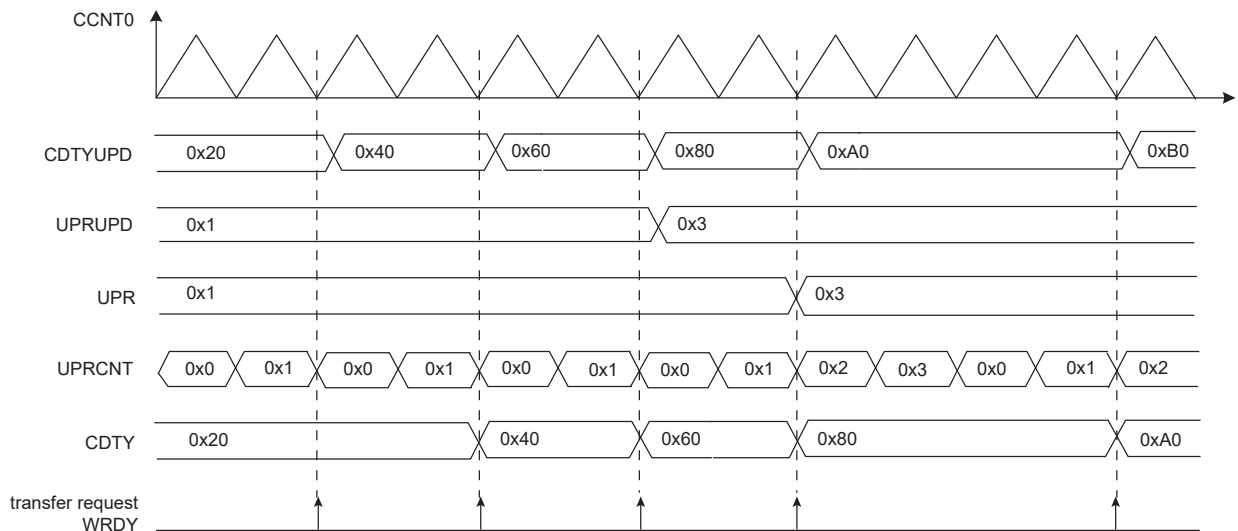 CCNT0
CDTYUPD 0x20 0x40 0x60 0x80 0xA0 0xB0
UPRUPD 0x1 0x3
UPR 0x1 0x3
UPRCNT 0x0 0x1 0x0 0x1 0x0 0x1 0x0 0x1 0x2 0x3 0x0 0x1 0x2
CDTY 0x20 0x40 0x60 0x80 0xA0
transfer request
WRDY